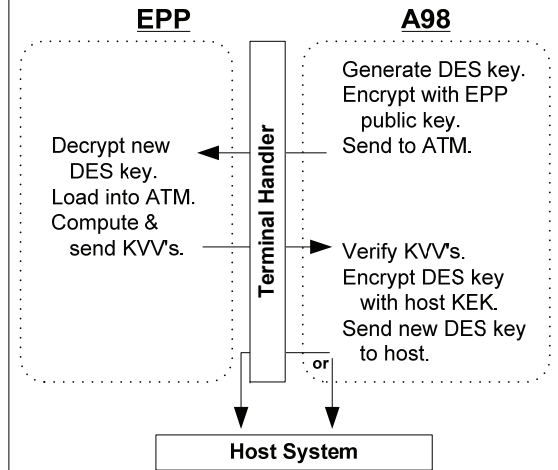 EPP
A98
Terminal Handler
Generate DES key.
Encrypt with EPP
public key.
Send to ATM.
Decrypt new
DES key.
Load into ATM.
Compute &
send KVV's.
Verify KVV's.
Encrypt DES key
with host KEK.
Send new DES key
to host.
or
Host System